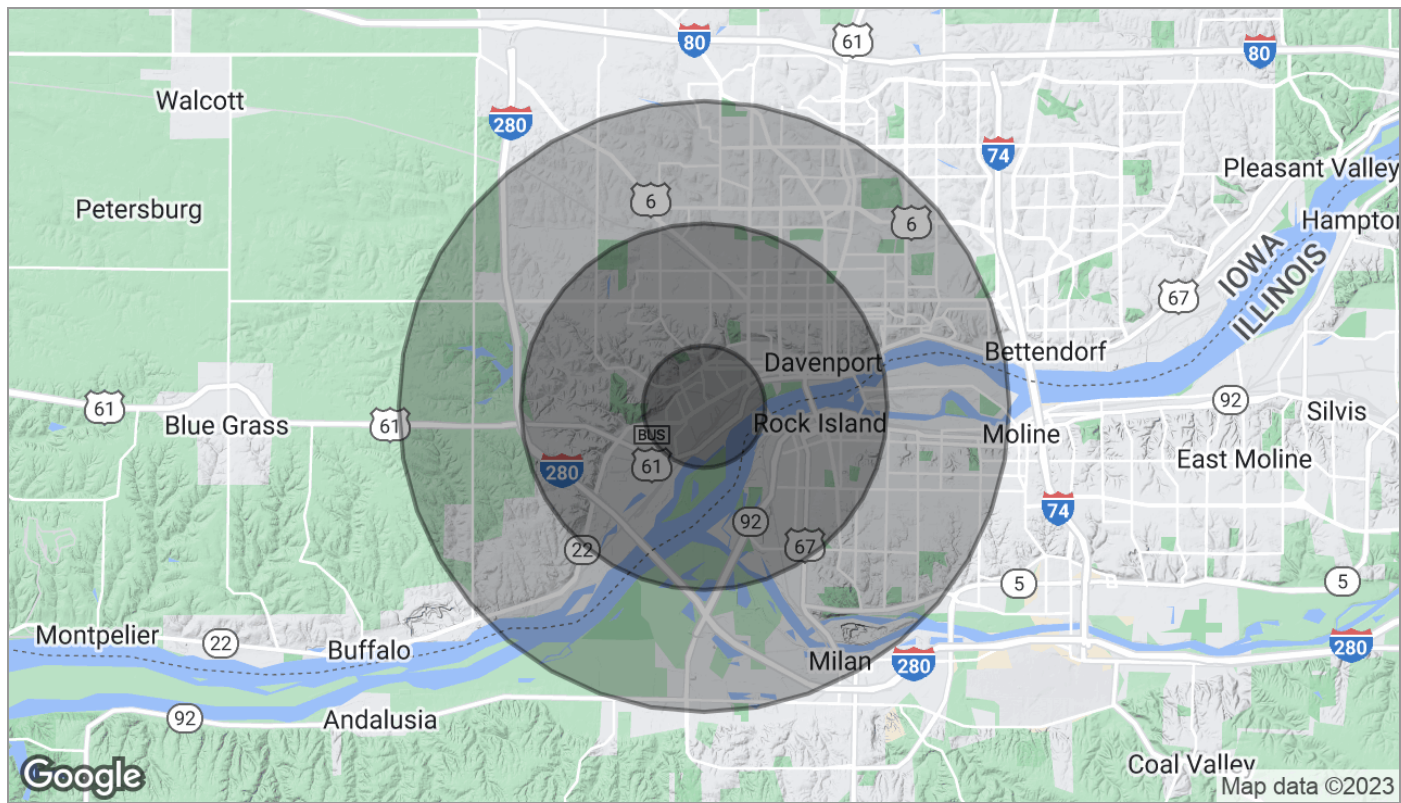 80
61
80
Walcott
280
74
Pleasant Valley
6
Petersburg
6
Hampton
IOWA
ILLINOIS
67
Davenport
Bettendorf
61
92
Silvis
Blue Grass
61
Rock Island
BUS
61
Moline
East Moline
280
74
92
67
22
5
5
Montpelier
22
Buffalo
Milan
280
280
92
Andalusia
Coal Valley
Google
Map data ©2023